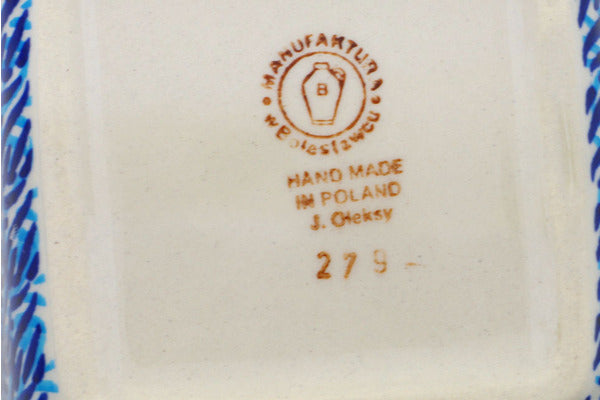 MANUFAKTURA
w Bolesławcu
B
HAND MADE
IN POLAND
J. Oleksy
279-